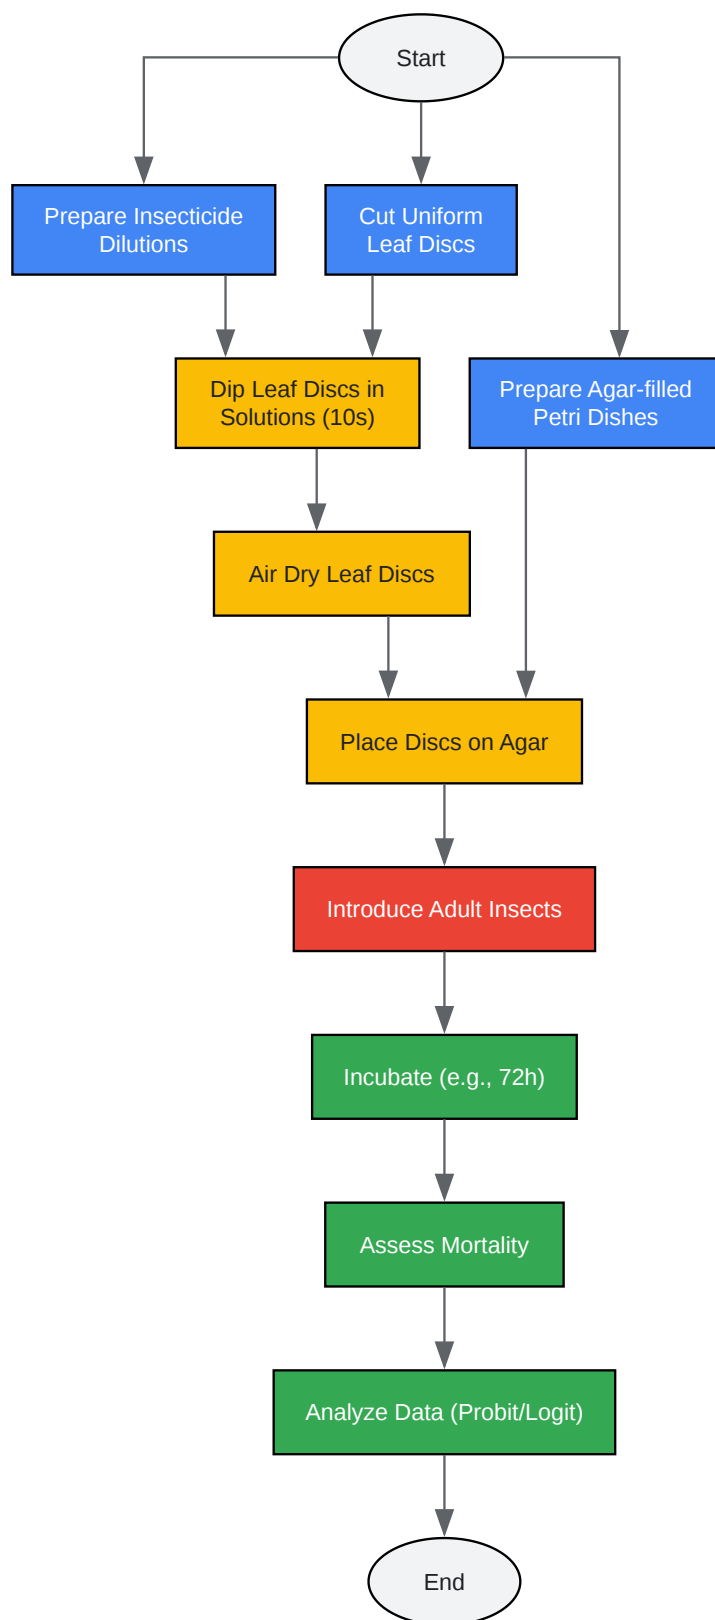 Start
Prepare Insecticide
Dilutions
Cut Uniform
Leaf Discs
Dip Leaf Discs in
Solutions (10s)
Prepare Agar-filled
Petri Dishes
Air Dry Leaf Discs
Place Discs on Agar
Introduce Adult Insects
Incubate (e.g., 72h)
Assess Mortality
Analyze Data (Probit/Logit)
End